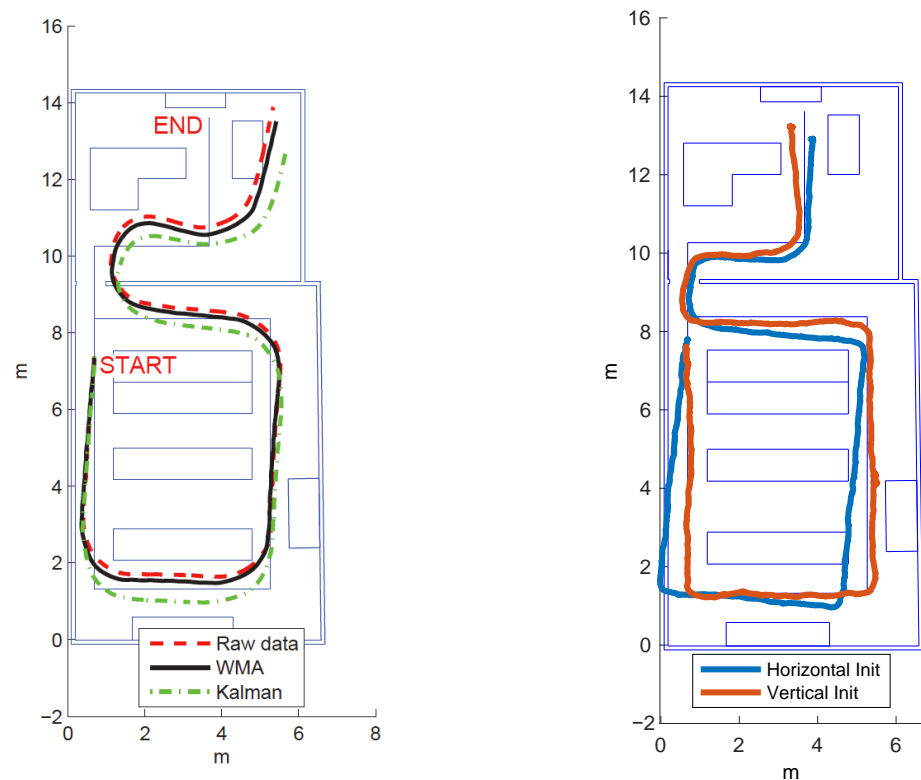 16
14
12
10
8
6
4
2
0
−2
m
END
START
Raw data
WMA
Kalman
0 2 4 6 8
m
16
14
12
10
8
6
4
2
0
-2
m
Horizontal Init
Vertical Init
0 2 4 6
m